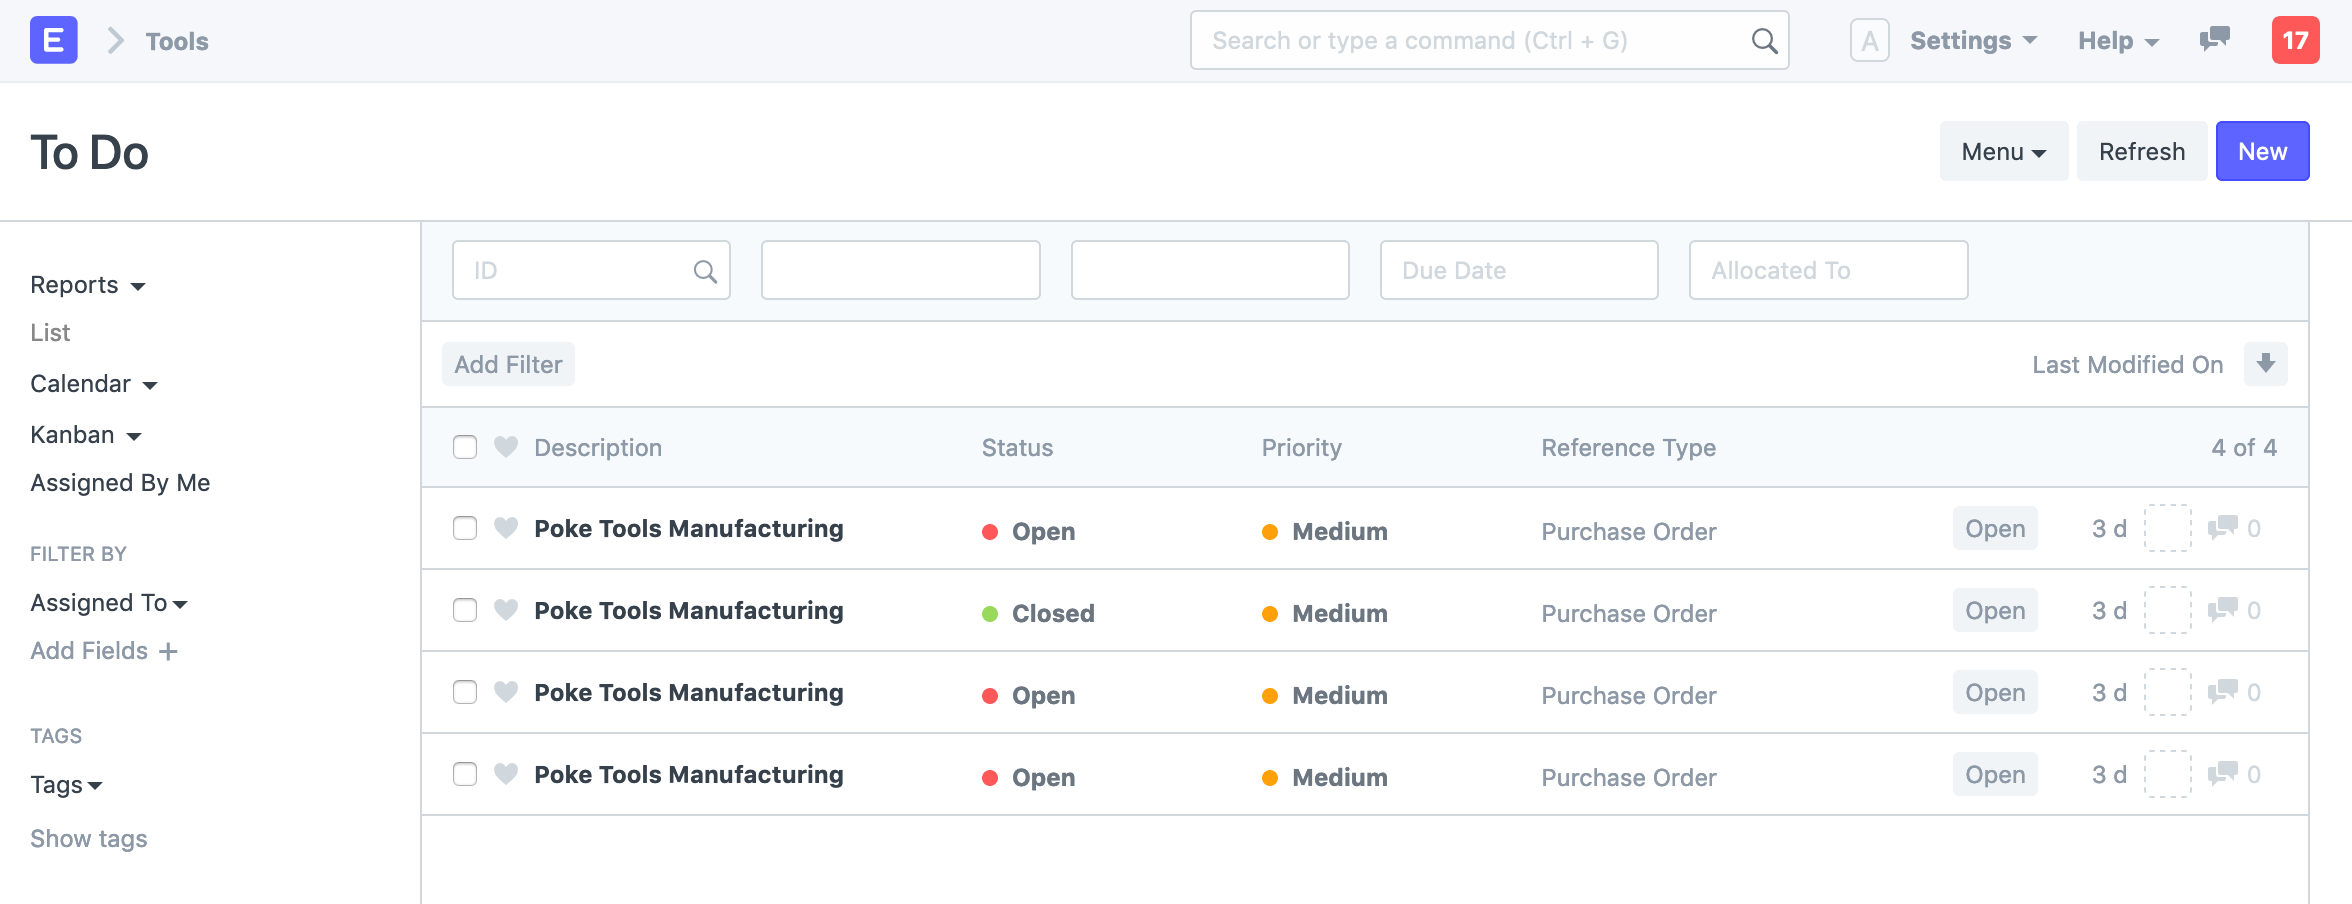 E Tools Search or type a command (Ctrl + G) A Settings Help 17
To Do Menu Refresh New
Reports
List
Calendar
Kanban
Assigned By Me
FILTER BY
Assigned To
Add Fields +
TAGS
Tags
Show tags
ID Due Date Allocated To
Add Filter Last Modified On
Description Status Priority Reference Type 4 of 4
Poke Tools Manufacturing Open Medium Purchase Order Open 3 d 0
Poke Tools Manufacturing Closed Medium Purchase Order Open 3 d 0
Poke Tools Manufacturing Open Medium Purchase Order Open 3 d 0
Poke Tools Manufacturing Open Medium Purchase Order Open 3 d 0